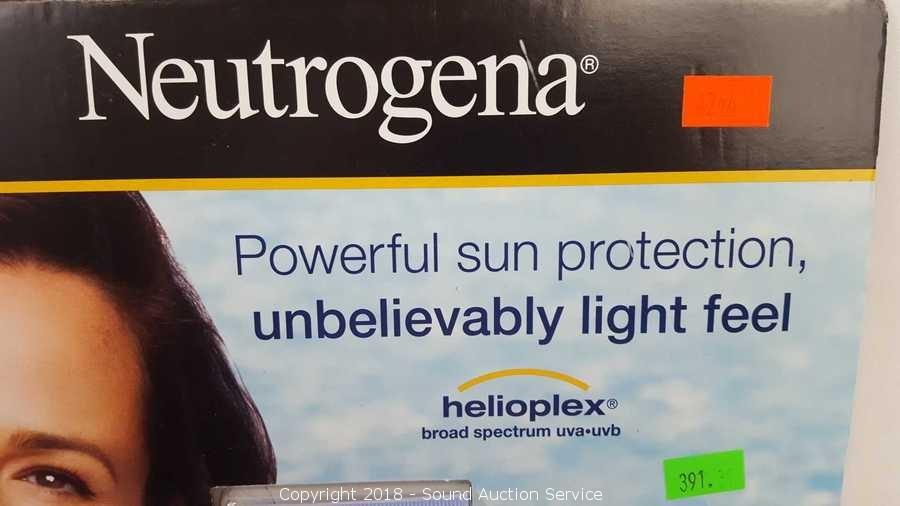 Neutrogena®
Powerful sun protection,
unbelievably light feel
helioplex®
broad spectrum uva•uvb
391.
Copyright 2018 - Sound Auction Service